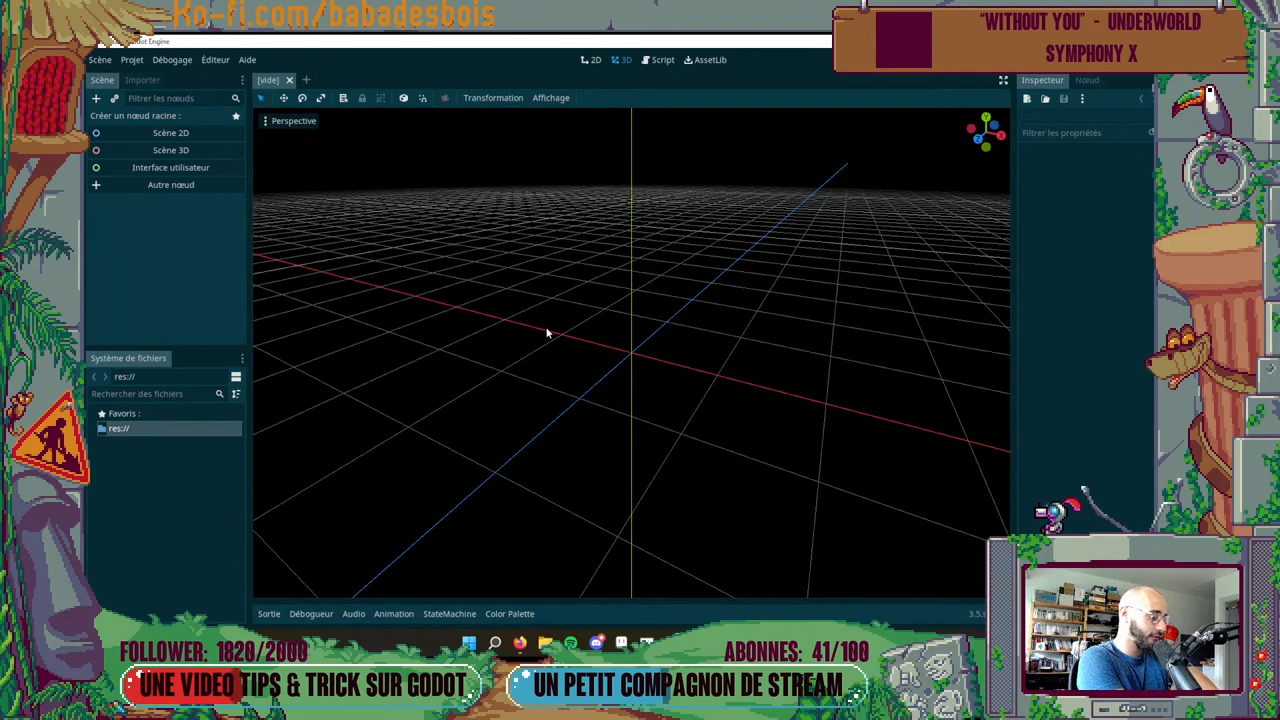 Ko-fi.com/babadesbois
"WITHOUT YOU" - UNDERWORLD
SYMPHONY X
Godot Engine
Scène Projet Débogage Éditeur Aide
2D 3D Script AssetLib
Scène Importer
[vide]
Inspecteur Nœud
Filtrer les nœuds
Transformation Affichage
Créer un nœud racine :
Perspective
Y
X
Z
Filtrer les propriétés
Scène 2D
Scène 3D
Interface utilisateur
Autre nœud
Système de fichiers
res://
Rechercher des fichiers
Favoris :
res://
Sortie Débogueur Audio Animation StateMachine Color Palette
3.5.
FOLLOWER: 1820/2000
ABONNES: 41/100
UNE VIDEO TIPS & TRICK SUR GODOT
UN PETIT COMPAGNON DE STREAM